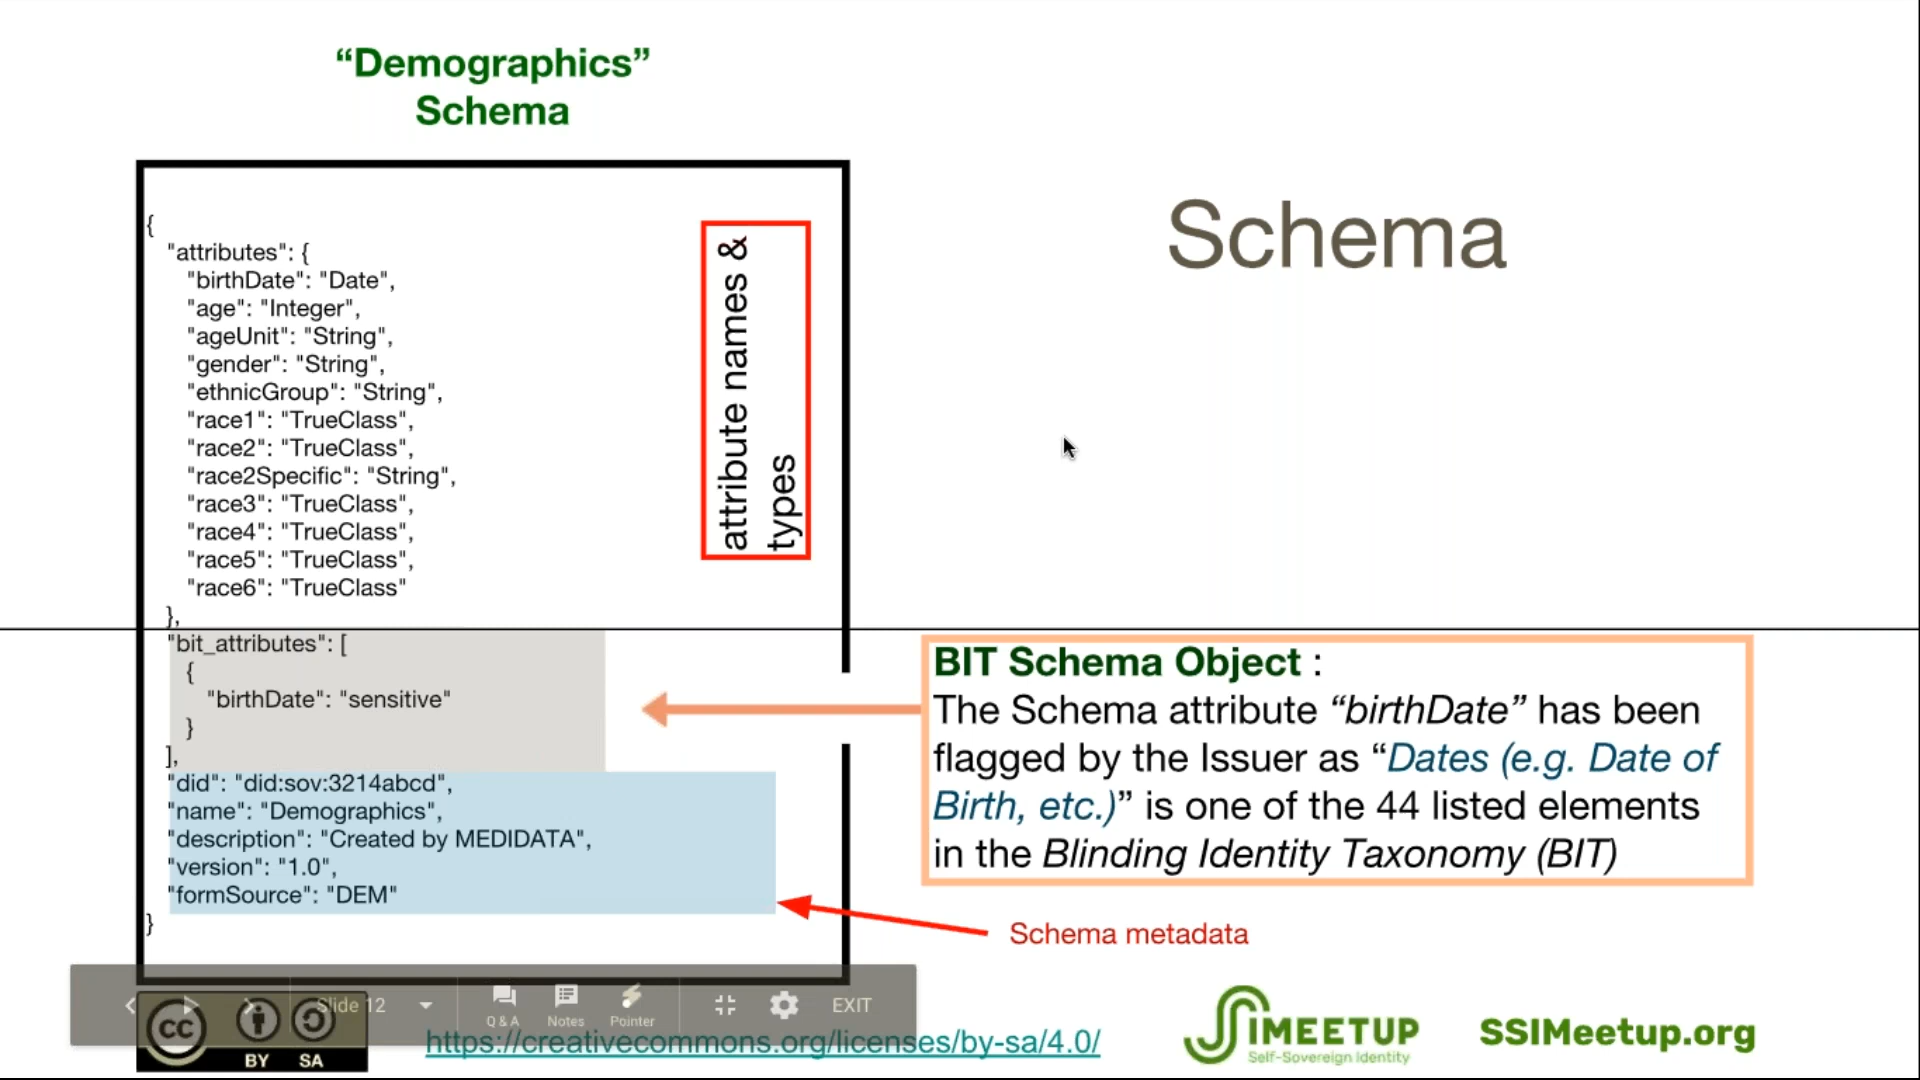 “Demographics”
Schema
Schema
{
"attributes": {
"birthDate": "Date",
"age": "Integer",
"ageUnit": "String",
"gender": "String",
"ethnicGroup": "String",
"race1": "TrueClass",
"race2": "TrueClass",
"race2Specific": "String",
"race3": "TrueClass",
"race4": "TrueClass",
"race5": "TrueClass",
"race6": "TrueClass"
},
"bit_attributes": [
{
"birthDate": "sensitive"
}
],
"did": "did:sov:3214abcd",
"name": "Demographics",
"description": "Created by MEDIDATA",
"version": "1.0",
"formSource": "DEM"
}
attribute names &
types
BIT Schema Object :
The Schema attribute “birthDate” has been
flagged by the Issuer as “Dates (e.g. Date of
Birth, etc.)” is one of the 44 listed elements
in the Blinding Identity Taxonomy (BIT)
Schema metadata
Slide 12
Q & A
Notes
Pointer
EXIT
cc
BY SA
https://creativecommons.org/licenses/by-sa/4.0/
SSIMEETUP
Self-Sovereign Identity
SSIMeetup.org